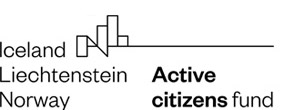 Iceland
Liechtenstein
Norway
Active
citizens fund